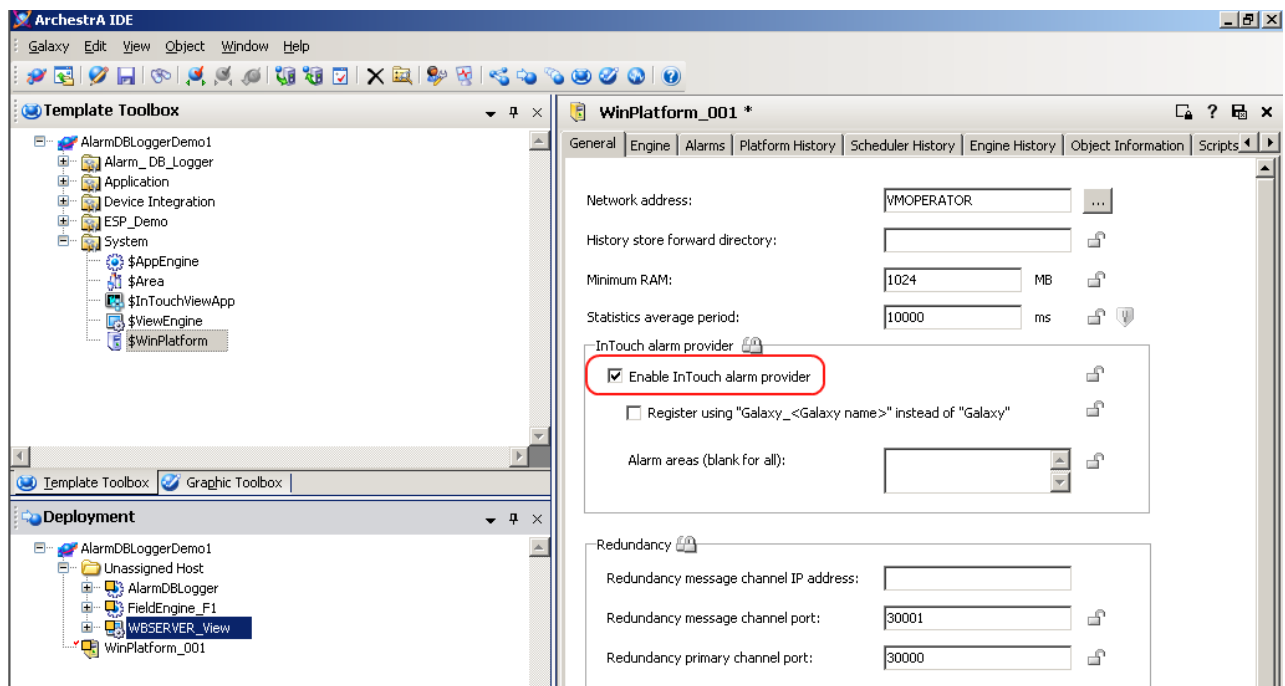 ArchestrA IDE
Galaxy Edit View Object Window Help
Template Toolbox
AlarmDBLoggerDemo1
Alarm_DB_Logger
Application
Device Integration
ESP_Demo
System
$AppEngine
$Area
$InTouchViewApp
$ViewEngine
$WinPlatform
Template Toolbox Graphic Toolbox
Deployment
AlarmDBLoggerDemo1
Unassigned Host
AlarmDBLogger
FieldEngine_F1
WBSERVER_View
WinPlatform_001
WinPlatform_001 *
General Engine Alarms Platform History Scheduler History Engine History Object Information Scripts
Network address: VMOPERATOR ...
History store forward directory:
Minimum RAM: 1024 MB
Statistics average period: 10000 ms
InTouch alarm provider
Enable InTouch alarm provider
Register using "Galaxy_<Galaxy name>" instead of "Galaxy"
Alarm areas (blank for all):
Redundancy
Redundancy message channel IP address:
Redundancy message channel port: 30001
Redundancy primary channel port: 30000